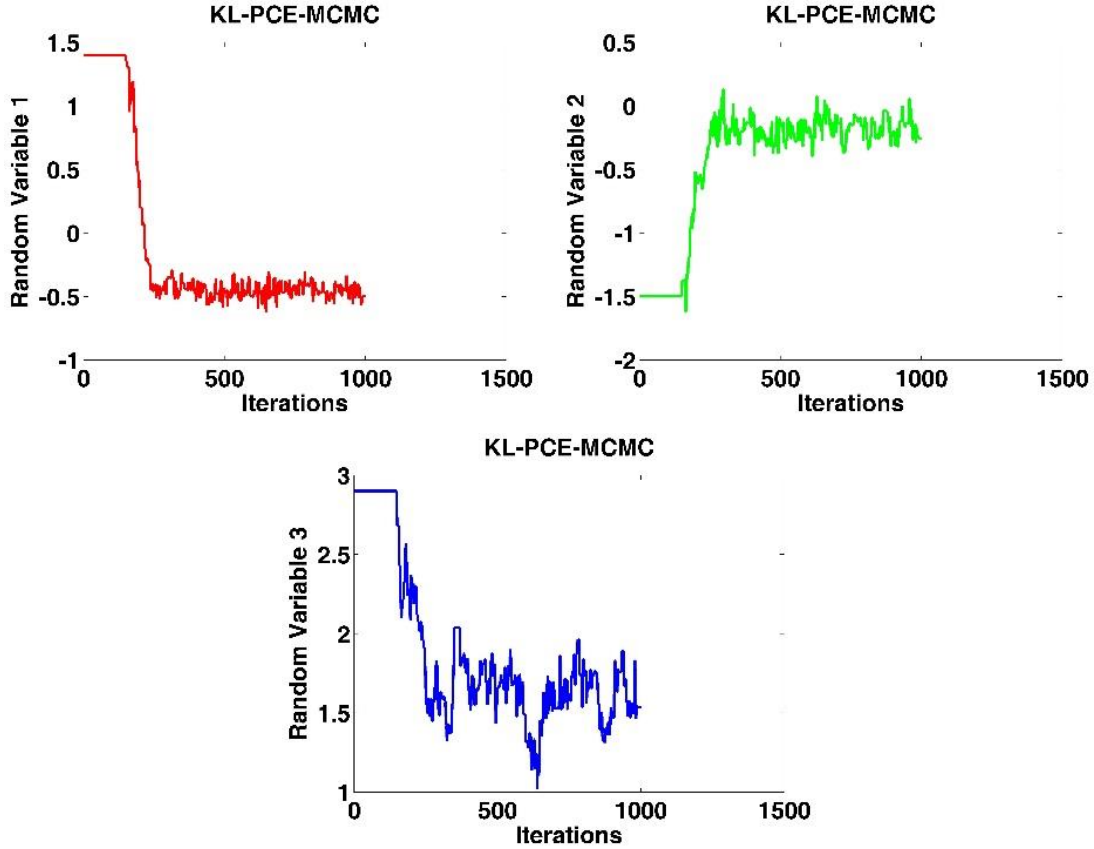 KL-PCE-MCMC
1.5
1
0.5
0
-0.5
-1
Random Variable 1
0 500 1000 1500
Iterations
KL-PCE-MCMC
0.5
0
-0.5
-1
-1.5
-2
Random Variable 2
0 500 1000 1500
Iterations
KL-PCE-MCMC
3
2.5
2
1.5
1
Random Variable 3
0 500 1000 1500
Iterations